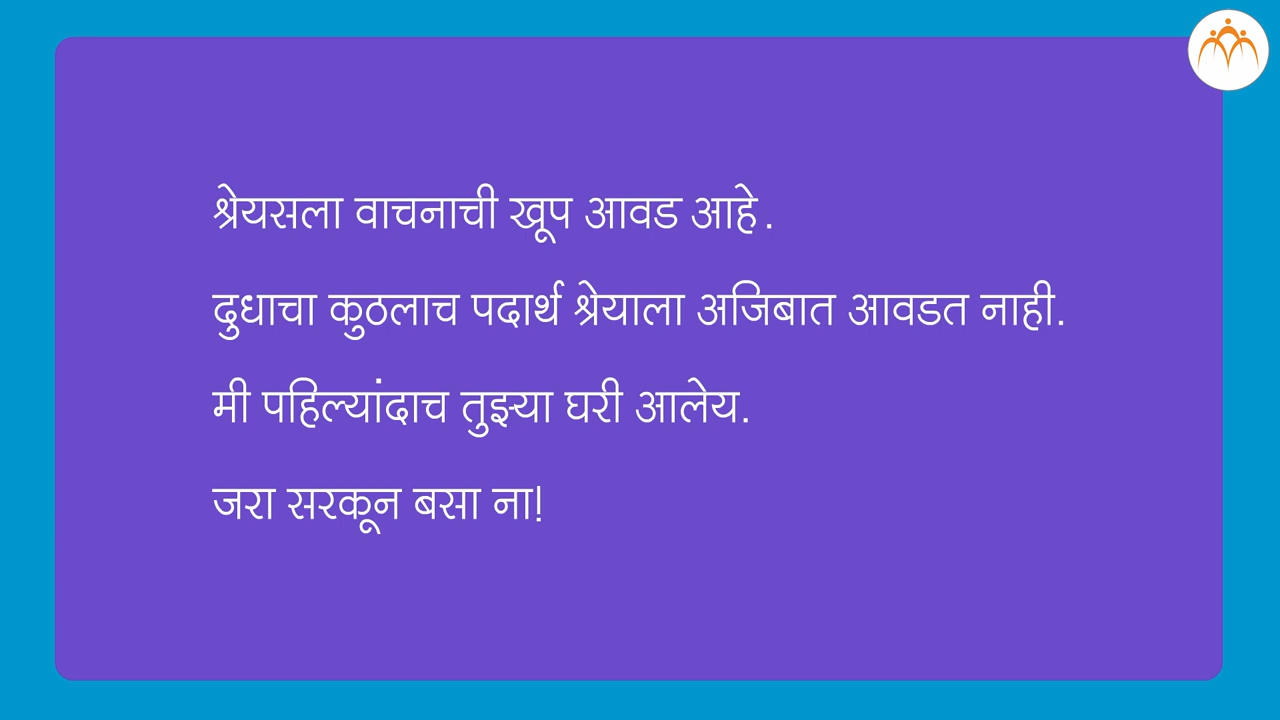 श्रेयसला वाचनाची खूप आवड आहे.
दुधाचा कुठलाच पदार्थ श्रेयाला अजिबात आवडत नाही.
मी पहिल्यांदाच तुझ्या घरी आलेय.
जरा सरकून बसा ना!